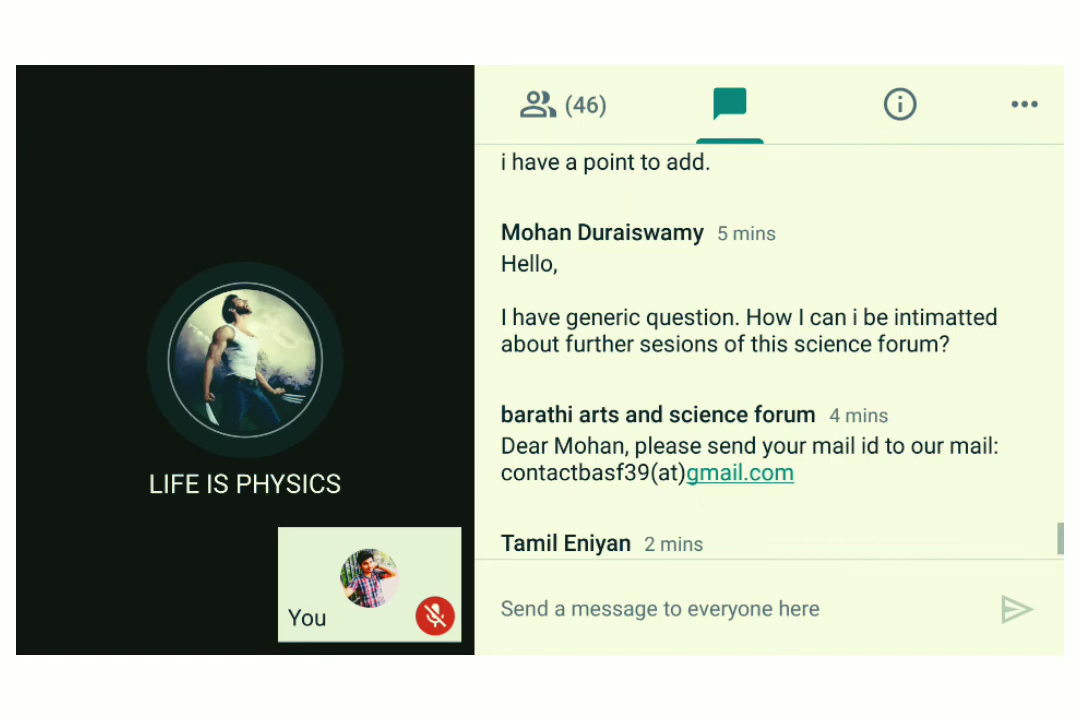 LIFE IS PHYSICS
You
(46)
i have a point to add.
Mohan Duraiswamy 5 mins
Hello,
I have generic question. How I can i be intimatted
about further sesions of this science forum?
barathi arts and science forum 4 mins
Dear Mohan, please send your mail id to our mail:
contactbasf39(at)gmail.com
Tamil Eniyan 2 mins
Send a message to everyone here